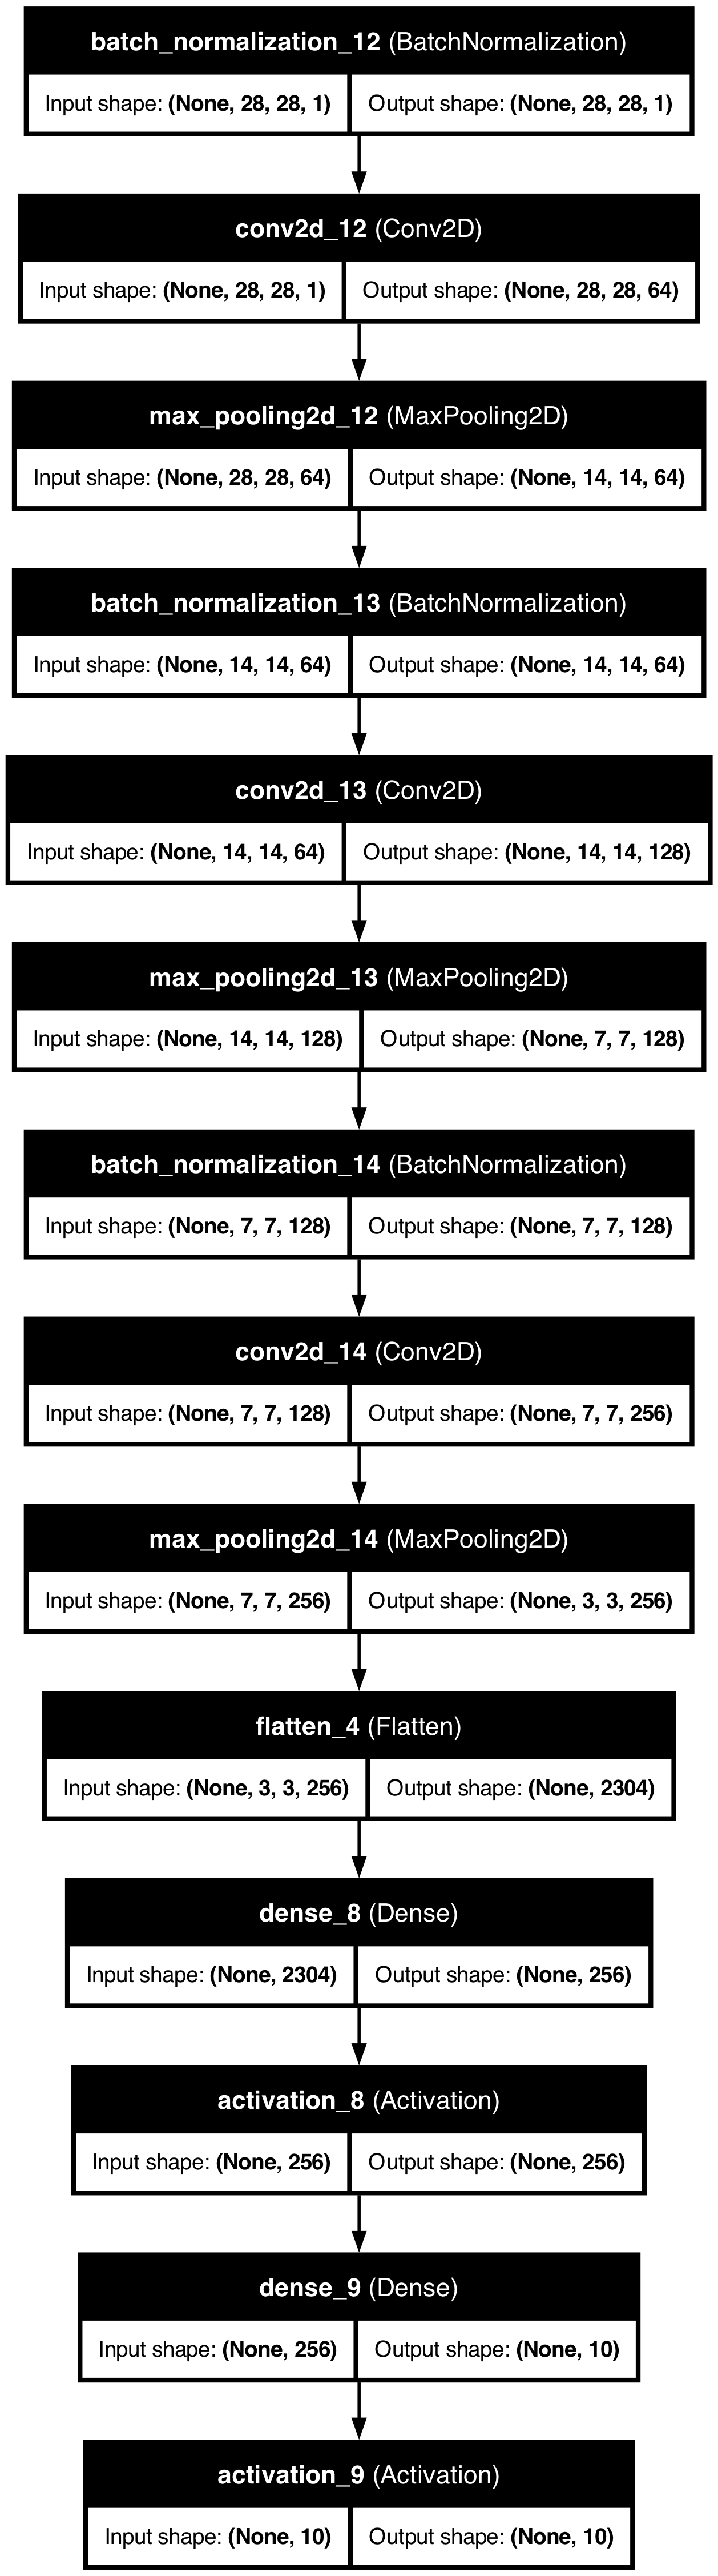 batch_normalization_12 (BatchNormalization)
Input shape: (None, 28, 28, 1) Output shape: (None, 28, 28, 1)
conv2d_12 (Conv2D)
Input shape: (None, 28, 28, 1) Output shape: (None, 28, 28, 64)
max_pooling2d_12 (MaxPooling2D)
Input shape: (None, 28, 28, 64) Output shape: (None, 14, 14, 64)
batch_normalization_13 (BatchNormalization)
Input shape: (None, 14, 14, 64) Output shape: (None, 14, 14, 64)
conv2d_13 (Conv2D)
Input shape: (None, 14, 14, 64) Output shape: (None, 14, 14, 128)
max_pooling2d_13 (MaxPooling2D)
Input shape: (None, 14, 14, 128) Output shape: (None, 7, 7, 128)
batch_normalization_14 (BatchNormalization)
Input shape: (None, 7, 7, 128) Output shape: (None, 7, 7, 128)
conv2d_14 (Conv2D)
Input shape: (None, 7, 7, 128) Output shape: (None, 7, 7, 256)
max_pooling2d_14 (MaxPooling2D)
Input shape: (None, 7, 7, 256) Output shape: (None, 3, 3, 256)
flatten_4 (Flatten)
Input shape: (None, 3, 3, 256) Output shape: (None, 2304)
dense_8 (Dense)
Input shape: (None, 2304) Output shape: (None, 256)
activation_8 (Activation)
Input shape: (None, 256) Output shape: (None, 256)
dense_9 (Dense)
Input shape: (None, 256) Output shape: (None, 10)
activation_9 (Activation)
Input shape: (None, 10) Output shape: (None, 10)